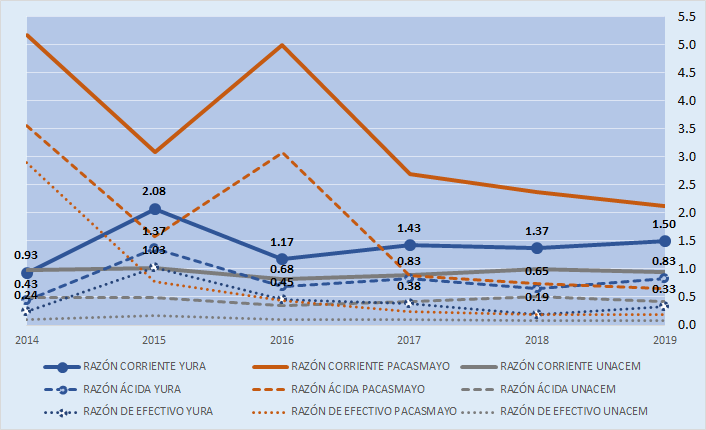 5.5
5.0
4.5
4.0
3.5
3.0
2.5
2.0
1.5
1.0
0.5
0.0
0.93 2.08 1.17 1.43 1.37 1.50
0.43 1.37 0.68 0.83 0.65 0.83
0.24 1.03 0.45 0.38 0.19 0.33
2014 2015 2016 2017 2018 2019
RAZÓN CORRIENTE YURA RAZÓN CORRIENTE PACASMAYO RAZÓN CORRIENTE UNACEM
RAZÓN ÁCIDA YURA RAZÓN ÁCIDA PACASMAYO RAZÓN ÁCIDA UNACEM
RAZÓN DE EFECTIVO YURA RAZÓN DE EFECTIVO PACASMAYO RAZÓN DE EFECTIVO UNACEM